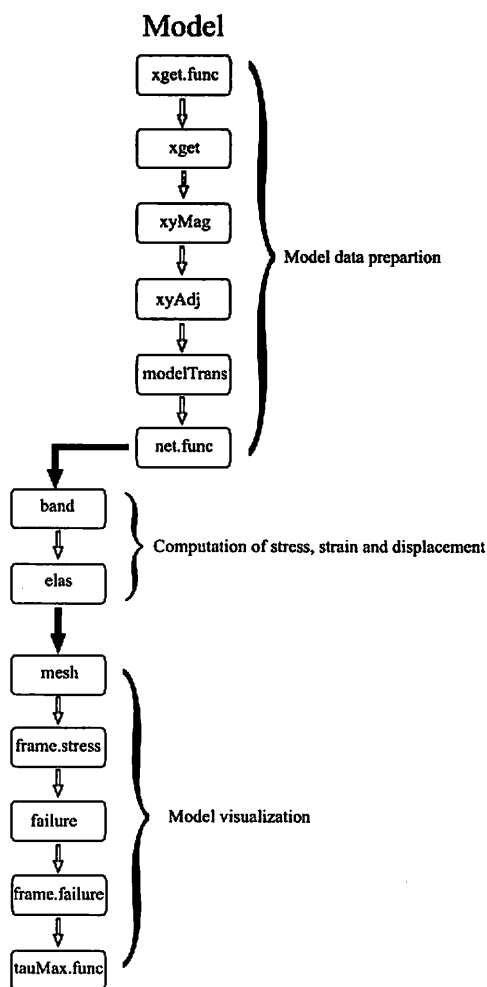 Model
xget.func
xget
xyMag
xyAdj
modelTrans
net.func
Model data prepartion
band
elas
Computation of stress, strain and displacement
mesh
frame.stress
failure
frame.failure
tauMax.func
Model visualization